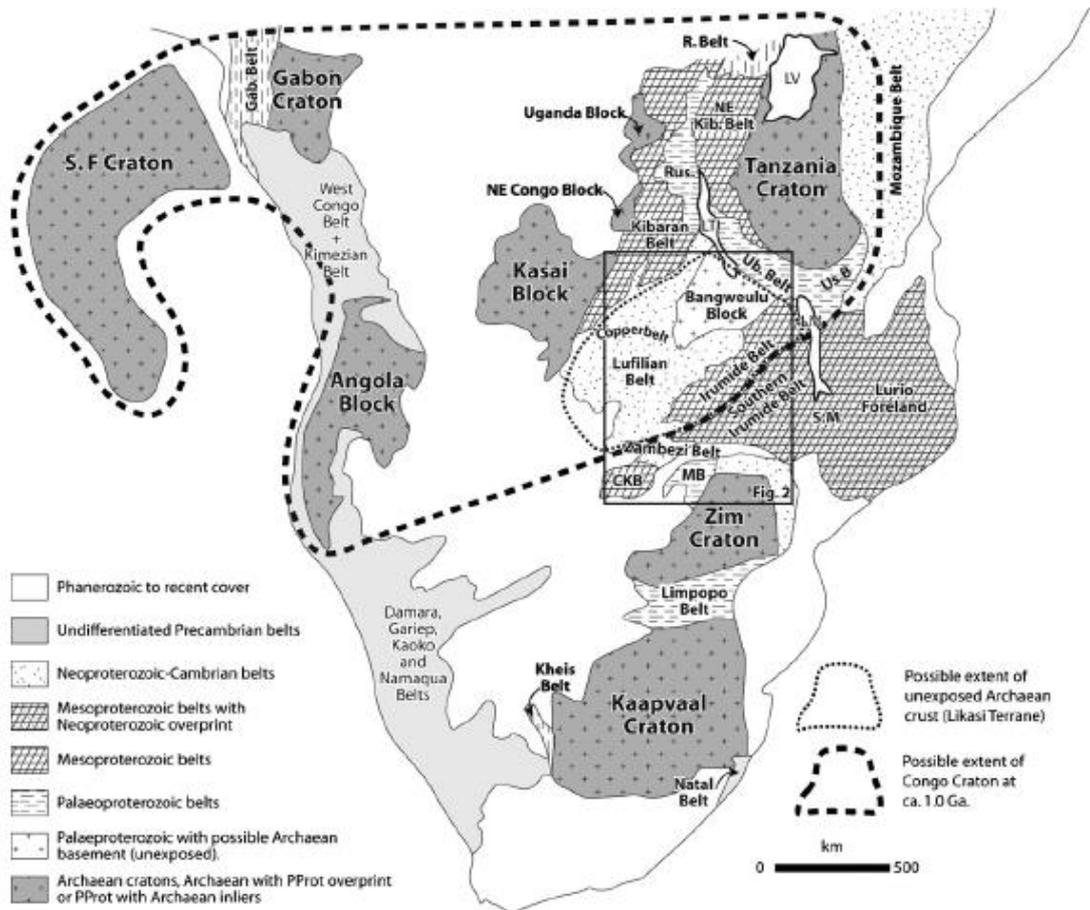 Gab. Belt
Gabon
Craton
S. F Craton
West
Congo
Belt
+
Kimezian
Belt
Angola
Block
R. Belt
LV
Uganda Block
NE
Kib. Belt
Mozambique Belt
Rus.
Tanzania
Craton
NE Congo Block
LT
Kibaran
Belt
Kasai
Block
Ub. Belt
Us.B
Bangweulu
Block
Copperbelt
Lufilian
Belt
Irumide Belt
Southern
Irumide Belt
Lurio
Foreland
S.M
Zambezi Belt
CKB
MB
Fig. 2
Zim
Craton
Limpopo
Belt
Damara,
Gariep,
Kaoko
and
Namaqua
Belts
Kheis
Belt
Kaapvaal
Craton
Natal
Belt
Phanerozoic to recent cover
Undifferentiated Precambrian belts
Neoproterozoic-Cambrian belts
Mesoproterozoic belts with
Neoproterozoic overprint
Mesoproterozoic belts
Palaeoproterozoic belts
Palaeproterozoic with possible Archaean
basement (unexposed).
Archaean cratons, Archaean with PProt overprint
or PProt with Archaean inliers
Possible extent of
unexposed Archaean
crust (Likasi Terrane)
Possible extent of
Congo Craton at
ca. 1.0 Ga.
km
0 500